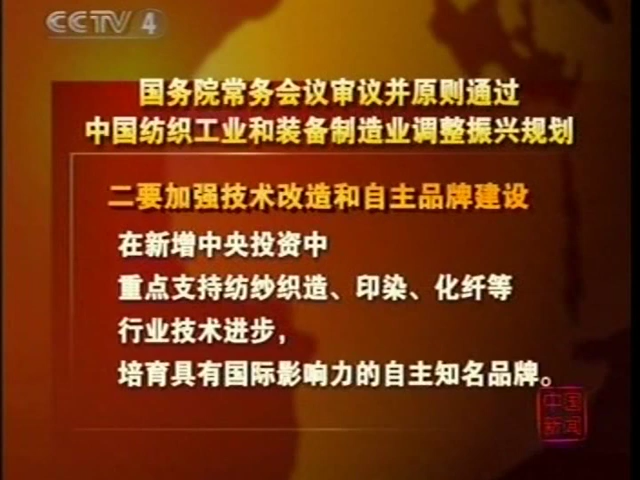 CCTV 4
国务院常务会议审议并原则通过
中国纺织工业和装备制造业调整振兴规划
二要加强技术改造和自主品牌建设
在新增中央投资中
重点支持纺纱织造、印染、化纤等
行业技术进步，
培育具有国际影响力的自主知名品牌。
中国
新闻